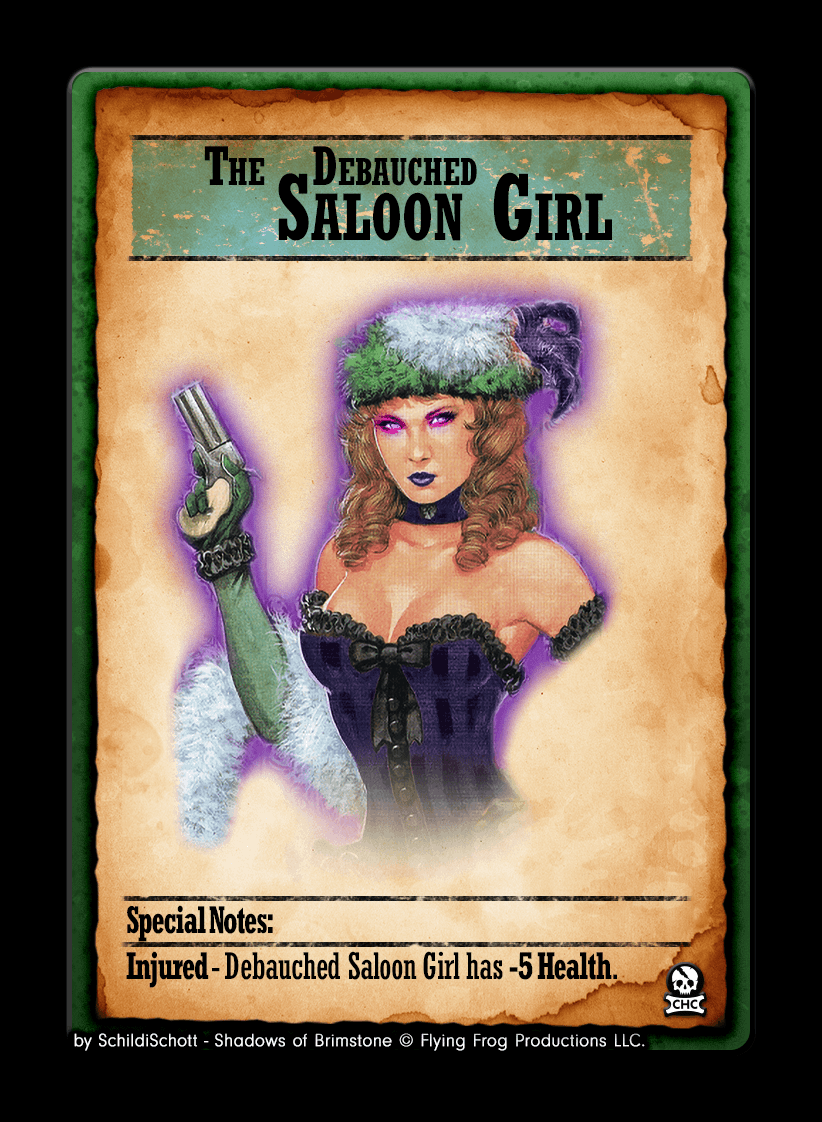 The Debauched
Saloon Girl
Special Notes:
Injured - Debauched Saloon Girl has -5 Health.
CHC
by SchildiSchott - Shadows of Brimstone © Flying Frog Productions LLC.